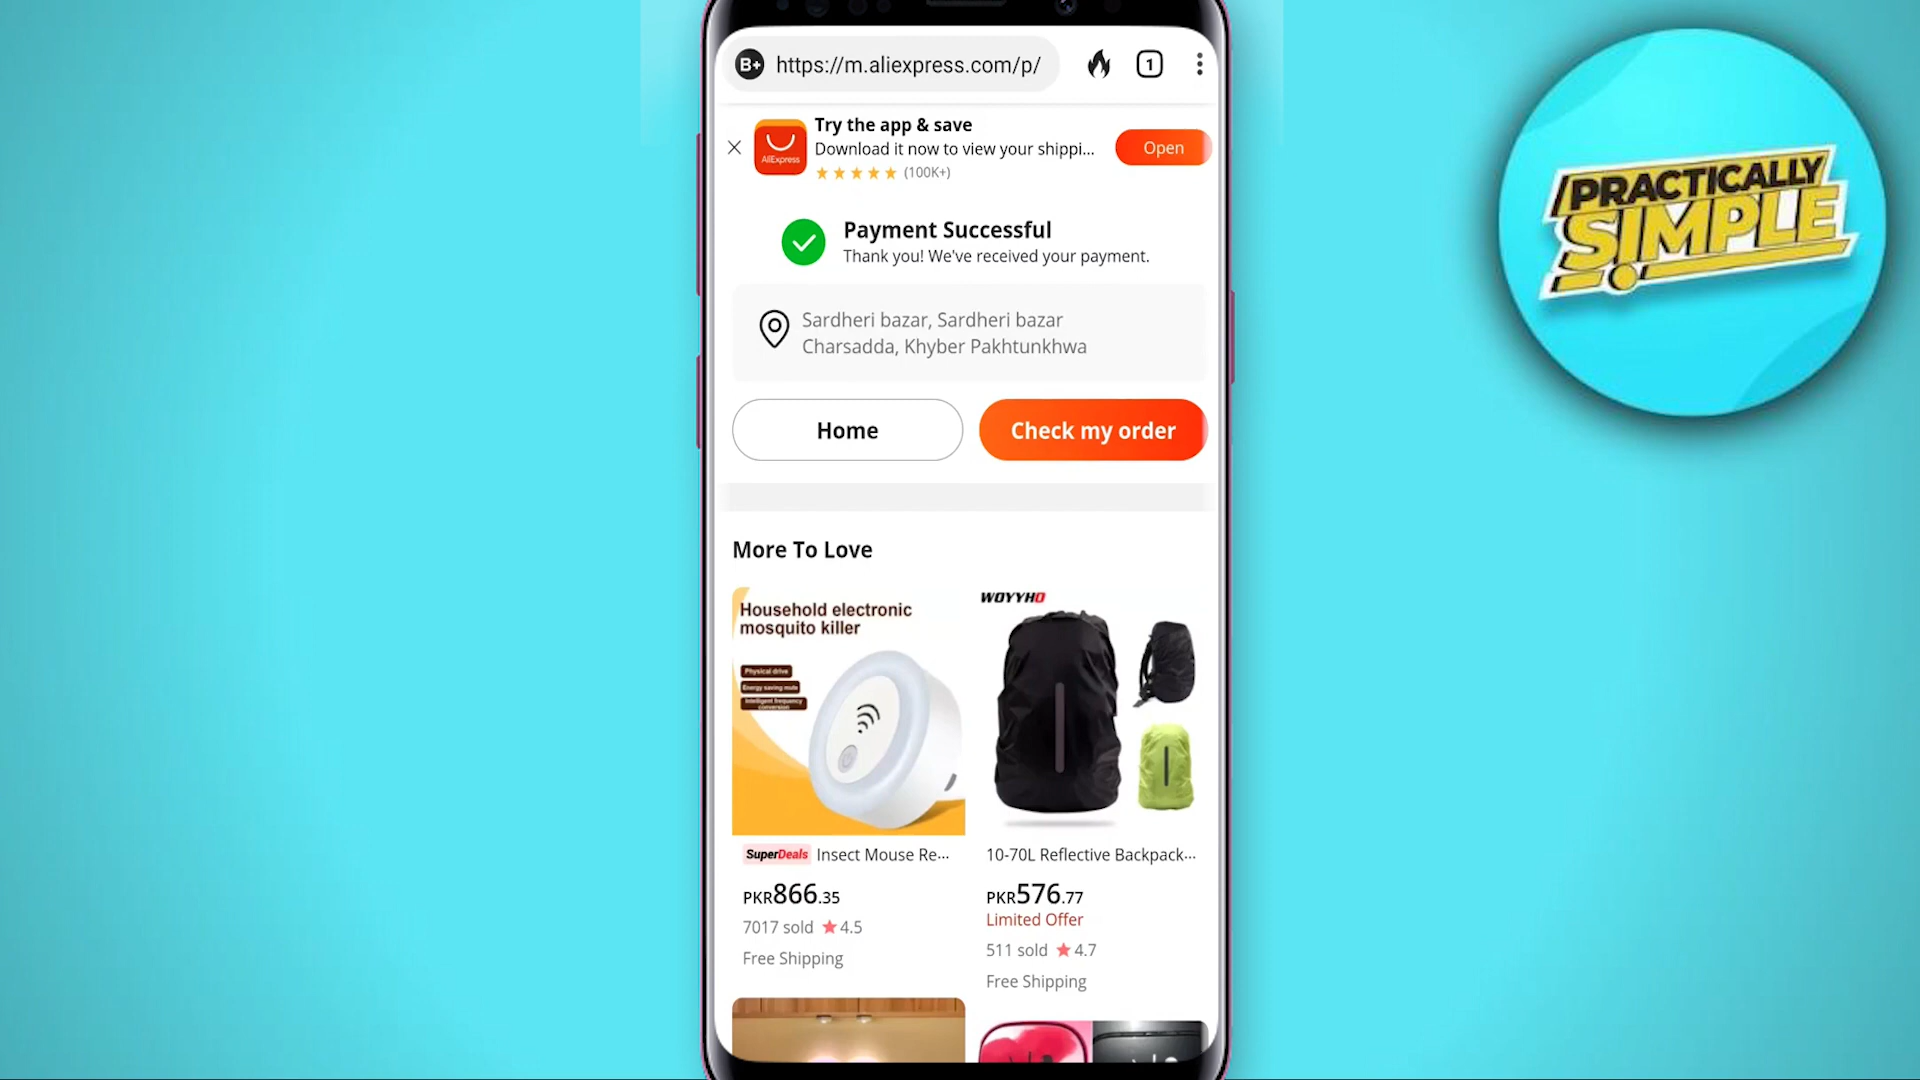 B+ https://m.aliexpress.com/p/
1
Try the app & save
Download it now to view your shippi...
(100K+)
AliExpress
Open
Payment Successful
Thank you! We've received your payment.
Sardheri bazar, Sardheri bazar
Charsadda, Khyber Pakhtunkhwa
Home
Check my order
More To Love
Household electronic
mosquito killer
Physical drive
Energy saving mute
Intelligent frequency
conversion
WOYYHO
SuperDeals Insect Mouse Re...
PKR866.35
7017 sold 4.5
Free Shipping
10-70L Reflective Backpack...
PKR576.77
Limited Offer
511 sold 4.7
Free Shipping
PRACTICALLY
SIMPLE